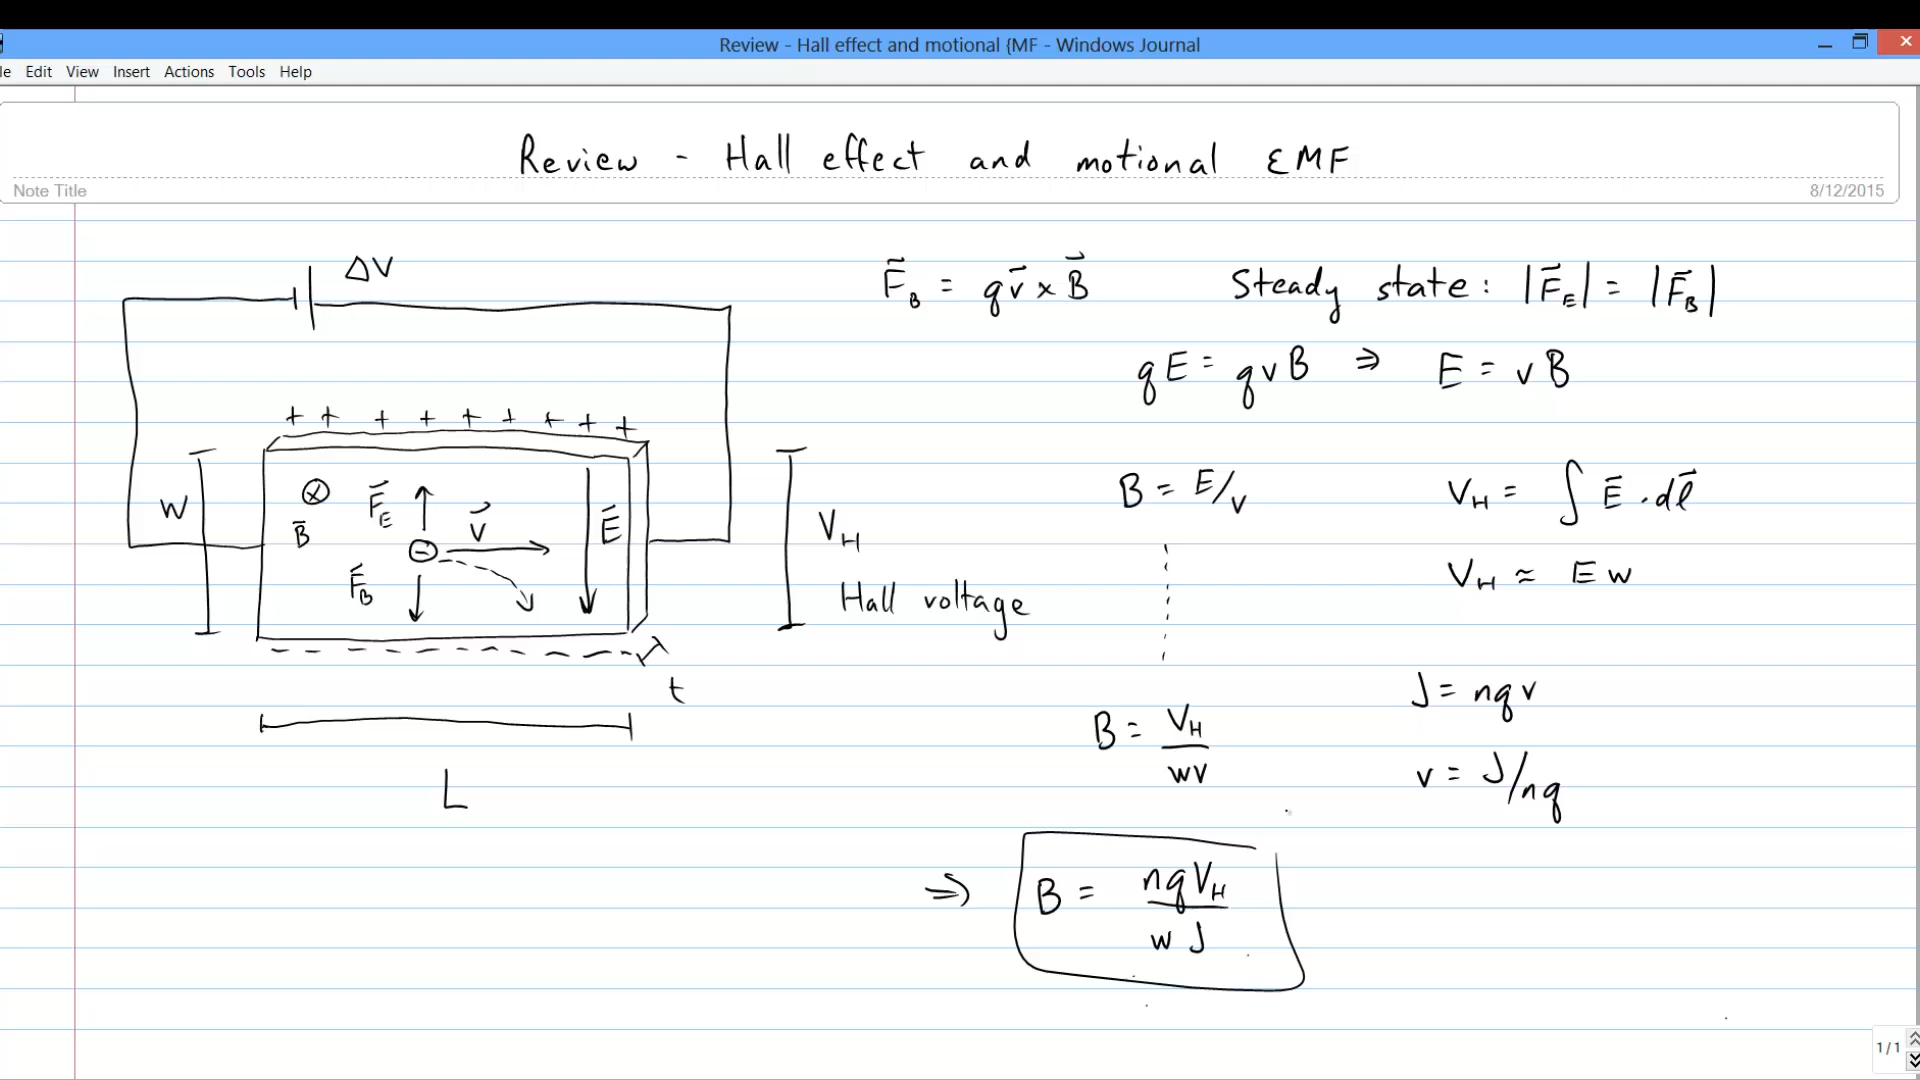 Review - Hall effect and motional {MF - Windows Journal
le Edit View Insert Actions Tools Help
Review - Hall effect and motional EMF
Note Title
8/12/2015
ΔV
F⃗_B = qv⃗ × B⃗
Steady state: |F⃗_E| = |F⃗_B|
qE = qvB ⇒ E = vB
+ + + + + + + + +
W
⊗
B⃗
F⃗_E
v⃗
⊖
F⃗_B
E⃗
V_H
Hall voltage
B = E/v
V_H = ∫ E⃗ · dl⃗
V_H ≈ E w
t
L
J = nqv
B = V_H / wv
v = J/nq
⇒ B = nqV_H / w J
1/1